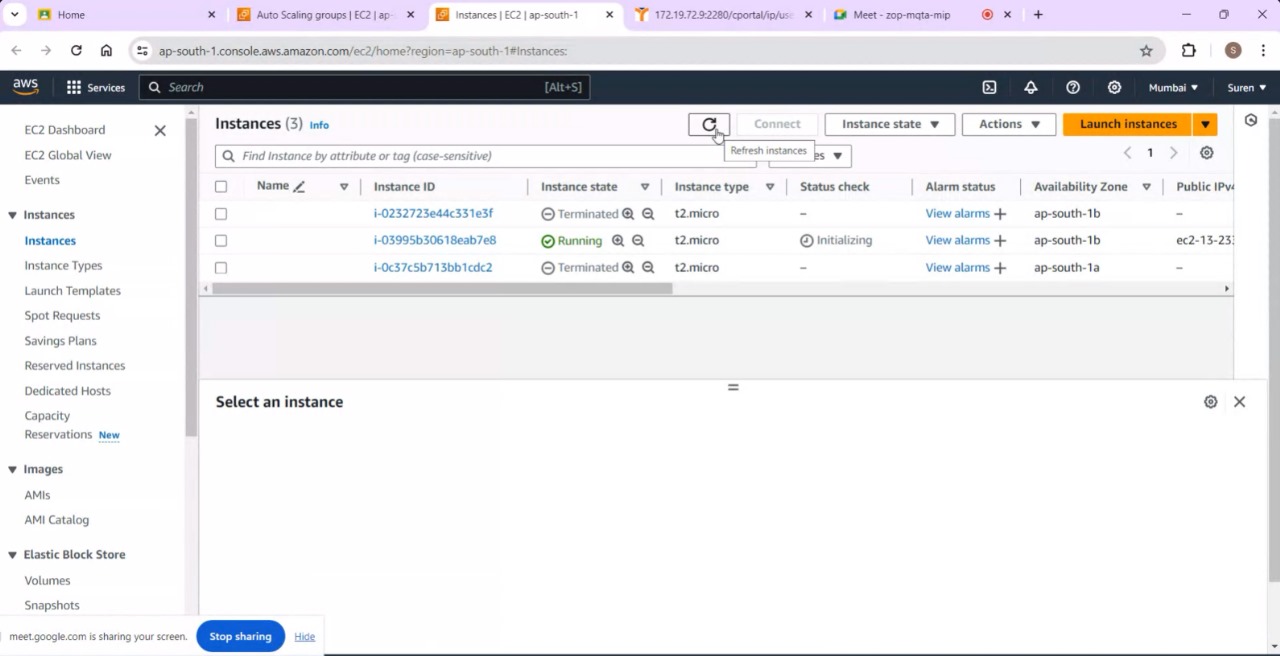 Home
Auto Scaling groups | EC2 | ap-
Instances | EC2 | ap-south-1
172.19.72.9:2280/cportal/ip/use
Meet - zop-mqta-mip
ap-south-1.console.aws.amazon.com/ec2/home?region=ap-south-1#Instances:
S
aws
Services
Search
[Alt+S]
Mumbai
Suren
EC2 Dashboard
EC2 Global View
Events
Instances
Instances
Instance Types
Launch Templates
Spot Requests
Savings Plans
Reserved Instances
Dedicated Hosts
Capacity
Reservations New
Images
AMIs
AMI Catalog
Elastic Block Store
Volumes
Snapshots
Instances (3) Info
Connect
Instance state
Actions
Launch instances
Find Instance by attribute or tag (case-sensitive)
Refresh instances
es
1
Name Instance ID Instance state Instance type Status check Alarm status Availability Zone Public IPv4
i-0232723e44c331e3f Terminated t2.micro – View alarms + ap-south-1b –
i-03995b30618eab7e8 Running t2.micro Initializing View alarms + ap-south-1b ec2-13-233
i-0c37c5b713bb1cdc2 Terminated t2.micro – View alarms + ap-south-1a –
Select an instance
meet.google.com is sharing your screen.
Stop sharing
Hide